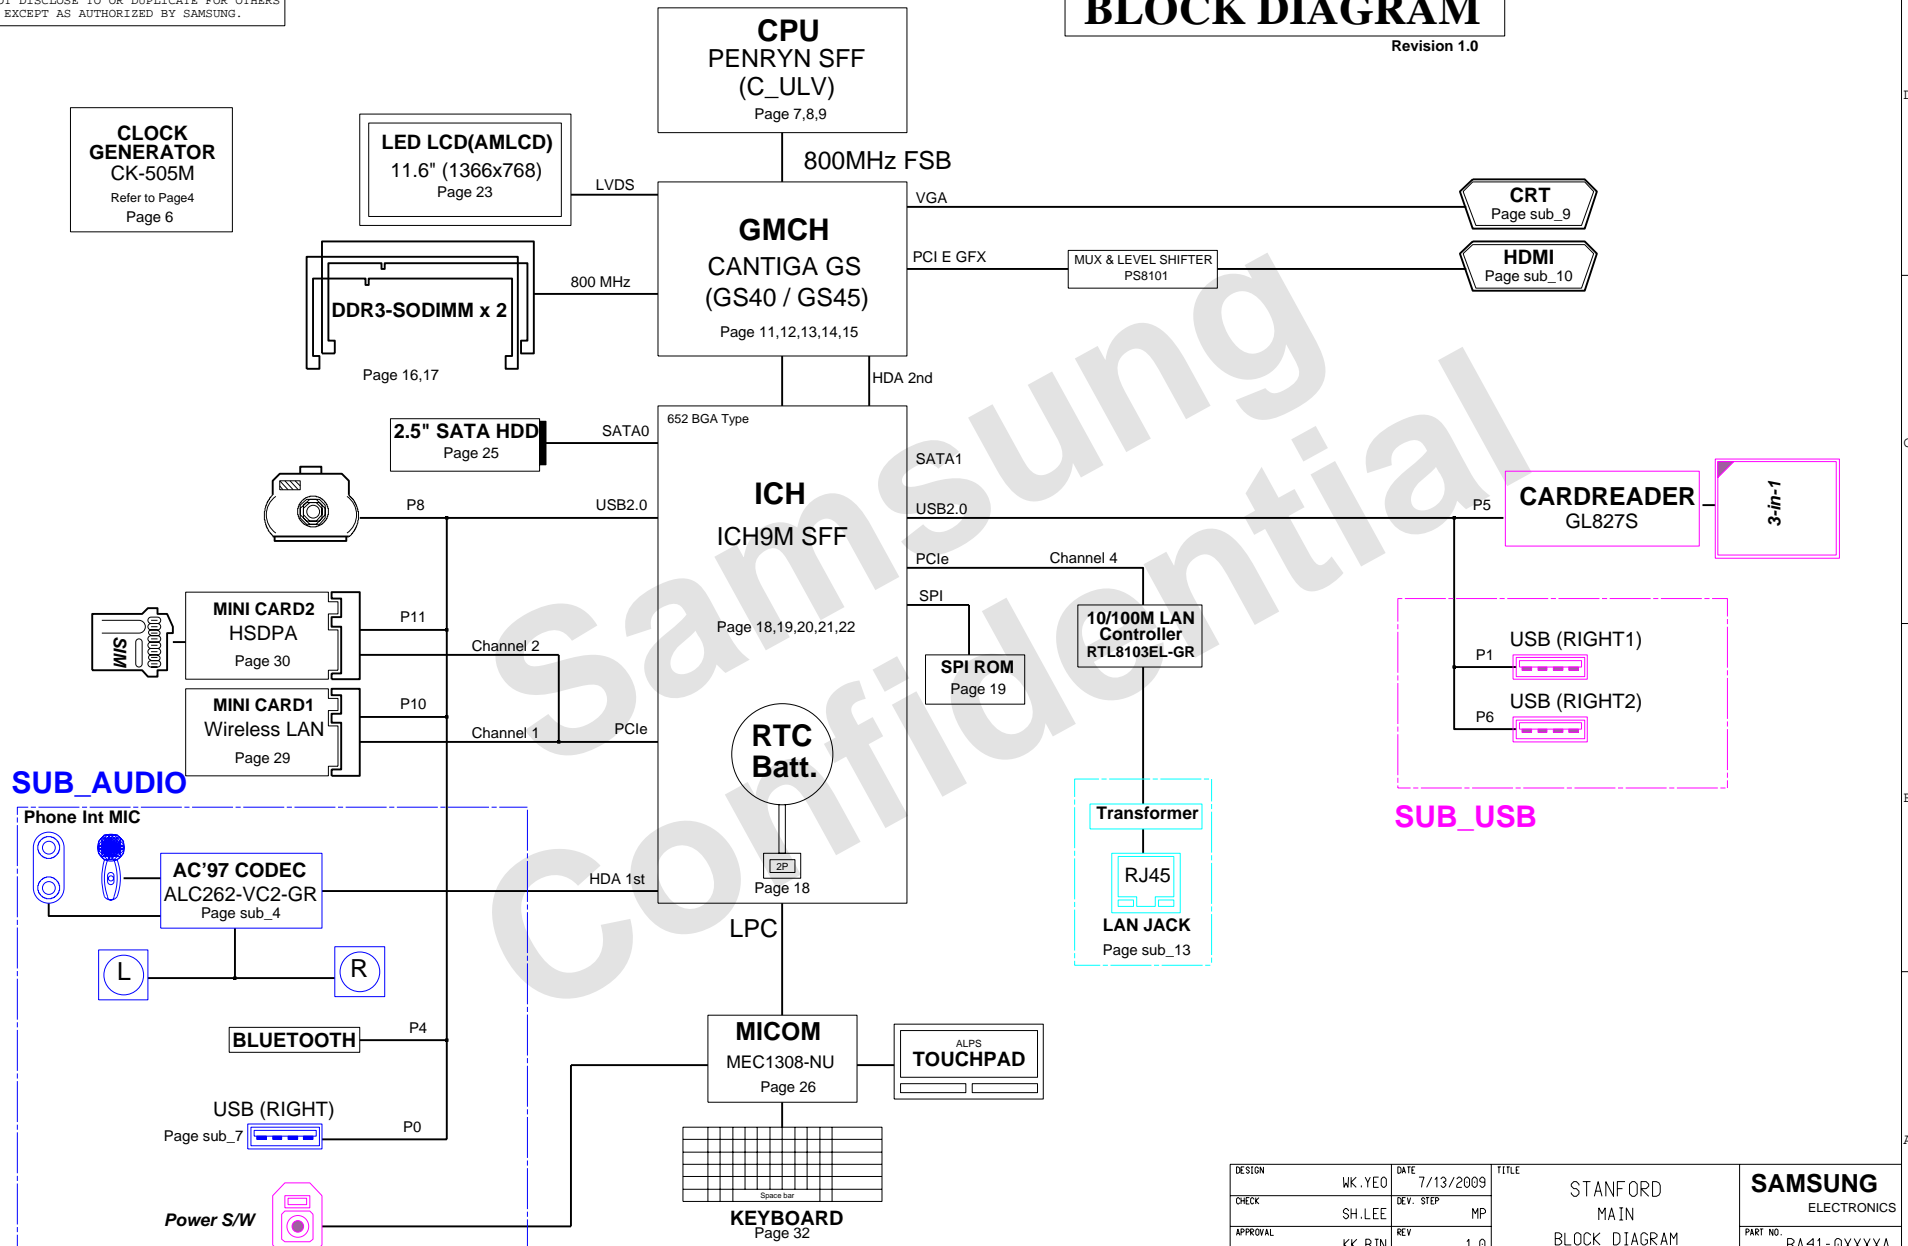 OT DISCLOSE TO OR DUPLICATE FOR OTHERS
EXCEPT AS AUTHORIZED BY SAMSUNG.
BLOCK DIAGRAM
Revision 1.0
CPU
PENRYN SFF
(C_ULV)
Page 7,8,9
CLOCK
GENERATOR
CK-505M
Refer to Page4
Page 6
LED LCD(AMLCD)
11.6" (1366x768)
Page 23
LVDS
800MHz FSB
GMCH
CANTIGA GS
(GS40 / GS45)
Page 11,12,13,14,15
VGA
CRT
Page sub_9
PCI E GFX
MUX & LEVEL SHIFTER
PS8101
HDMI
Page sub_10
800 MHz
DDR3-SODIMM x 2
Page 16,17
HDA 2nd
2.5" SATA HDD
Page 25
SATA0
652 BGA Type
SATA1
ICH
ICH9M SFF
Page 18,19,20,21,22
P8
USB2.0
USB2.0
P5
CARDREADER
GL827S
3-in-1
PCIe
Channel 4
SPI
SPI ROM
Page 19
10/100M LAN
Controller
RTL8103EL-GR
MINI CARD2
HSDPA
Page 30
SIM
P11
Channel 2
MINI CARD1
Wireless LAN
Page 29
P10
Channel 1
PCIe
RTC
Batt.
2P
Page 18
USB (RIGHT1)
P1
USB (RIGHT2)
P6
SUB_USB
Transformer
RJ45
LAN JACK
Page sub_13
SUB_AUDIO
Phone Int MIC
AC'97 CODEC
ALC262-VC2-GR
Page sub_4
HDA 1st
L
R
LPC
BLUETOOTH
P4
MICOM
MEC1308-NU
Page 26
ALPS
TOUCHPAD
USB (RIGHT)
Page sub_7
P0
Space bar
KEYBOARD
Page 32
Power S/W
Samsung
Confidential
C
A
DESIGN
WK.YEO
DATE
7/13/2009
TITLE
STANFORD
MAIN
BLOCK DIAGRAM
SAMSUNG
ELECTRONICS
CHECK
SH.LEE
DEV. STEP
MP
APPROVAL
REV
1.0
PART NO.